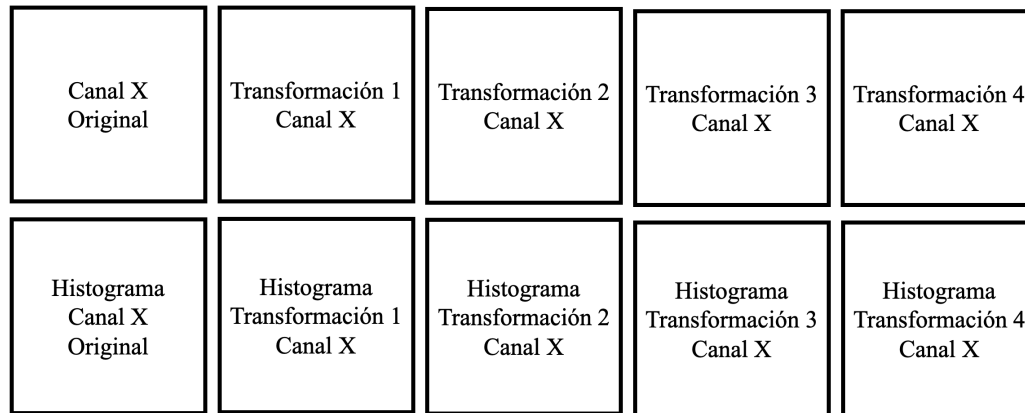 Canal X
Original
Transformación 1
Canal X
Transformación 2
Canal X
Transformación 3
Canal X
Transformación 4
Canal X
Histograma
Canal X
Original
Histograma
Transformación 1
Canal X
Histograma
Transformación 2
Canal X
Histograma
Transformación 3
Canal X
Histograma
Transformación 4
Canal X